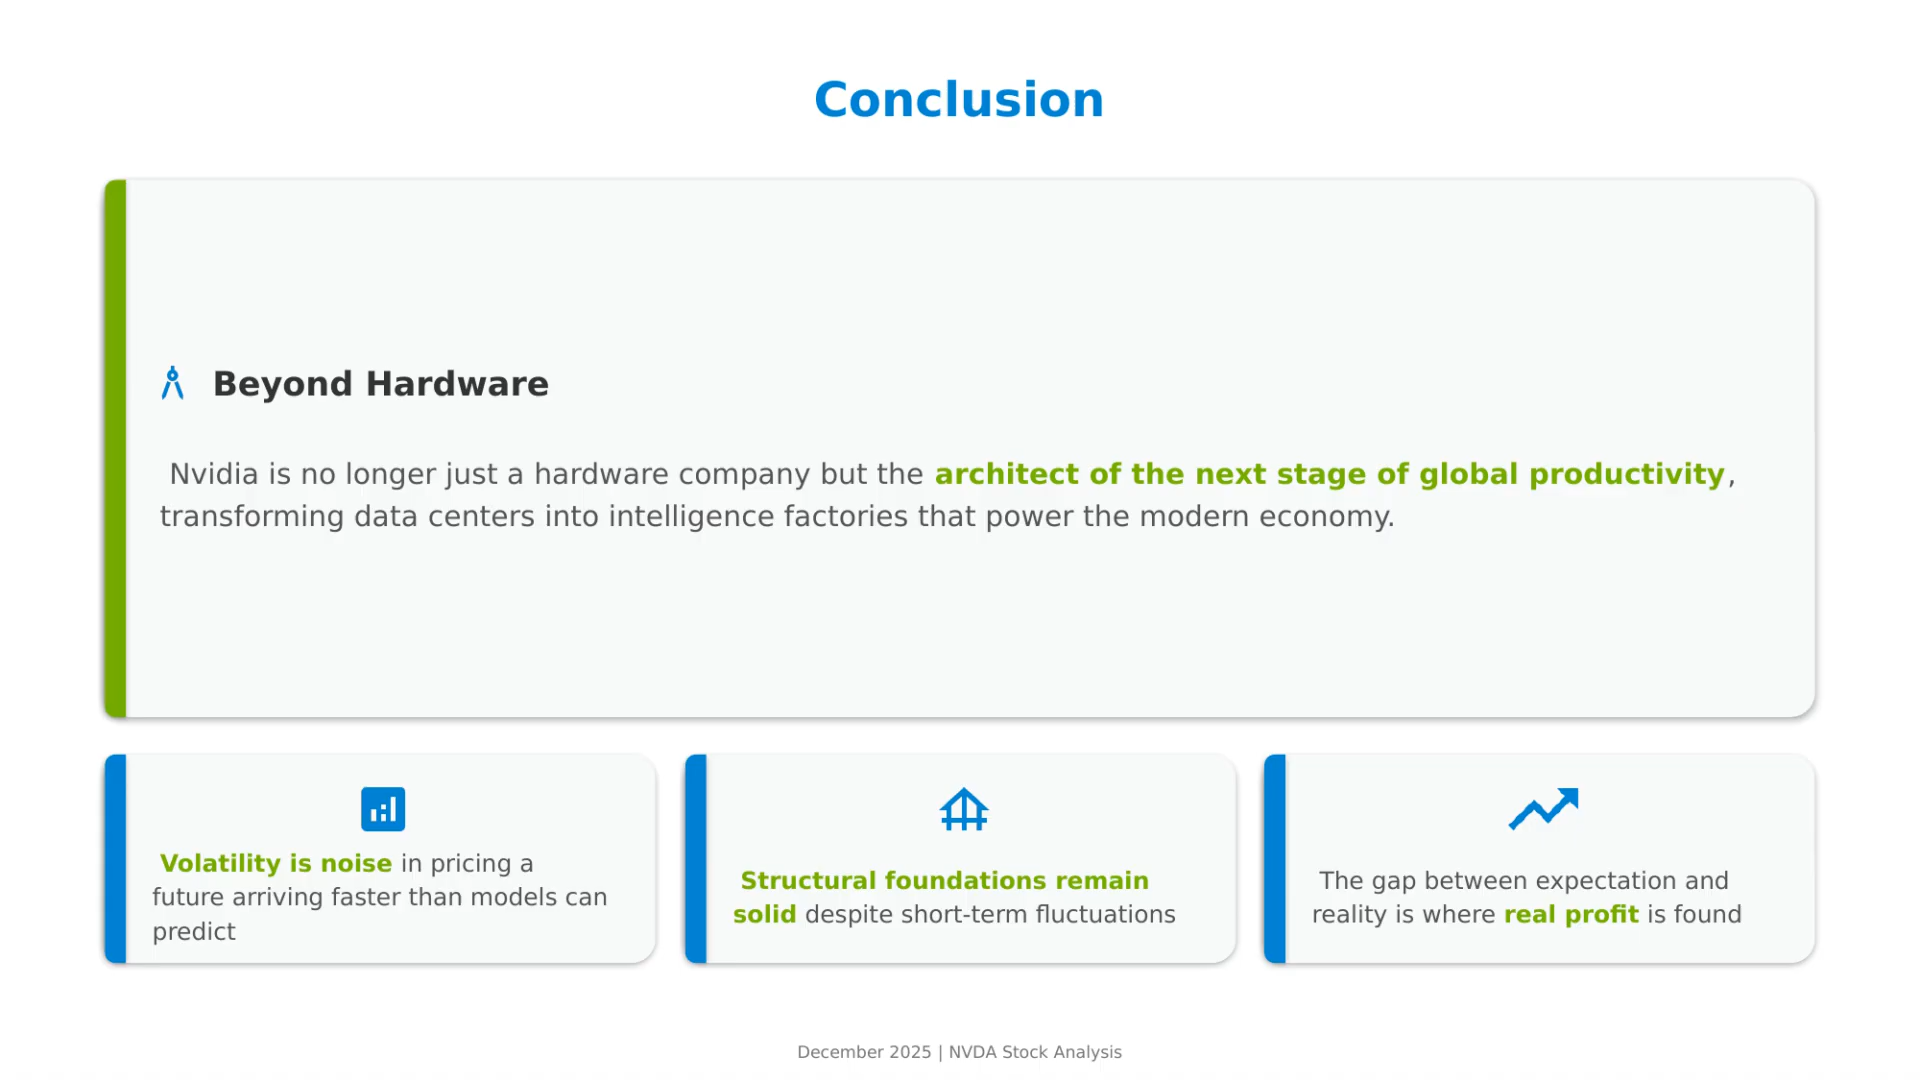 Conclusion
Beyond Hardware
Nvidia is no longer just a hardware company but the architect of the next stage of global productivity,
transforming data centers into intelligence factories that power the modern economy.
Volatility is noise in pricing a
future arriving faster than models can
predict
Structural foundations remain
solid despite short-term fluctuations
The gap between expectation and
reality is where real profit is found
December 2025 | NVDA Stock Analysis